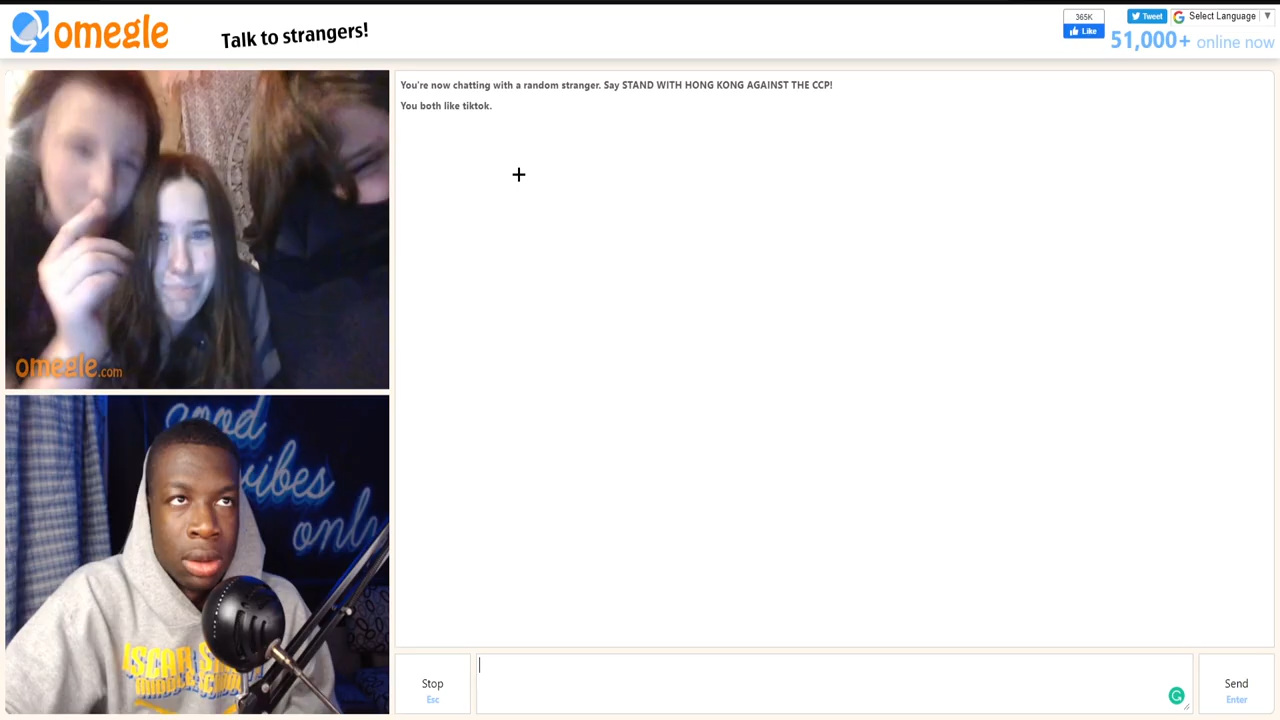 omegle
Talk to strangers!
365K
Like
Tweet
Select Language
51,000+ online now
You're now chatting with a random stranger. Say STAND WITH HONG KONG AGAINST THE CCP!
You both like tiktok.
omegle.com
good
vibes
only
MIDDLE SCHOOL
Stop
Esc
Send
Enter